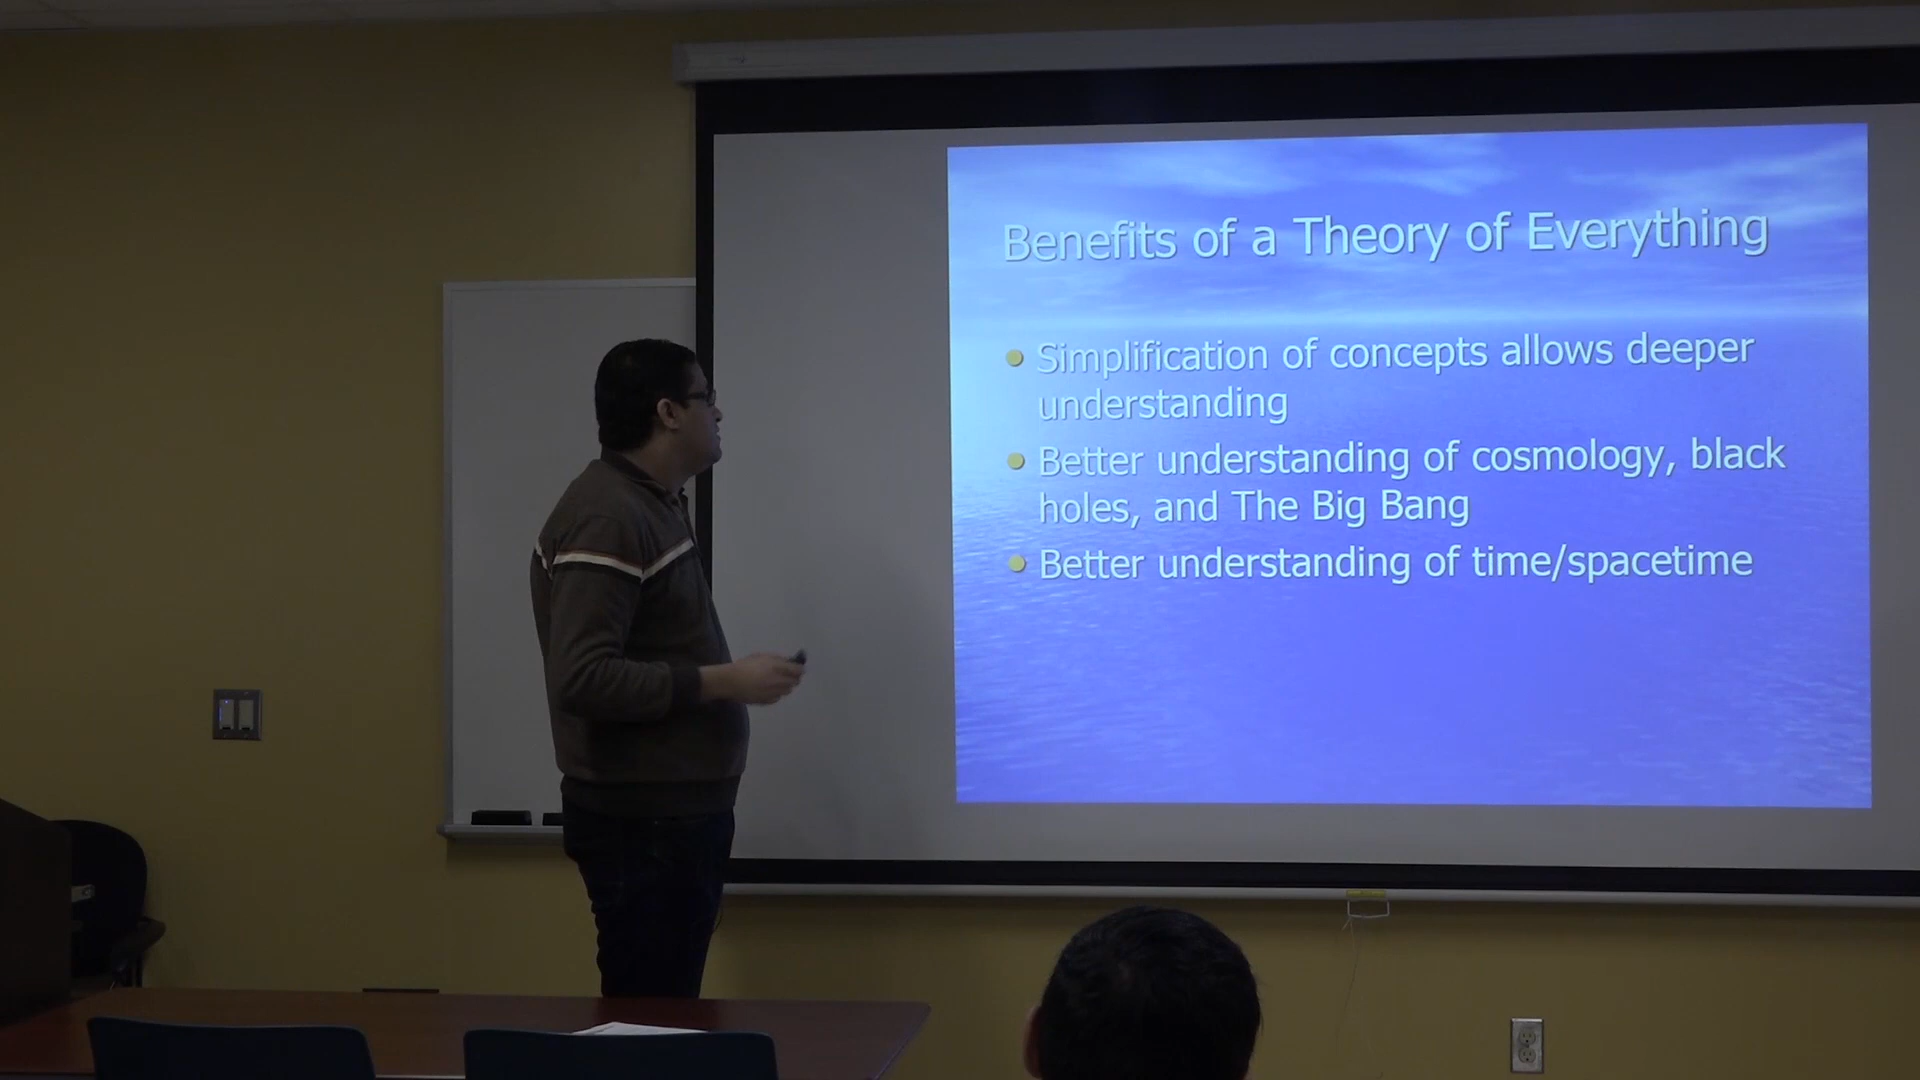 Benefits of a Theory of Everything
Simplification of concepts allows deeper
understanding
Better understanding of cosmology, black
holes, and The Big Bang
Better understanding of time/spacetime